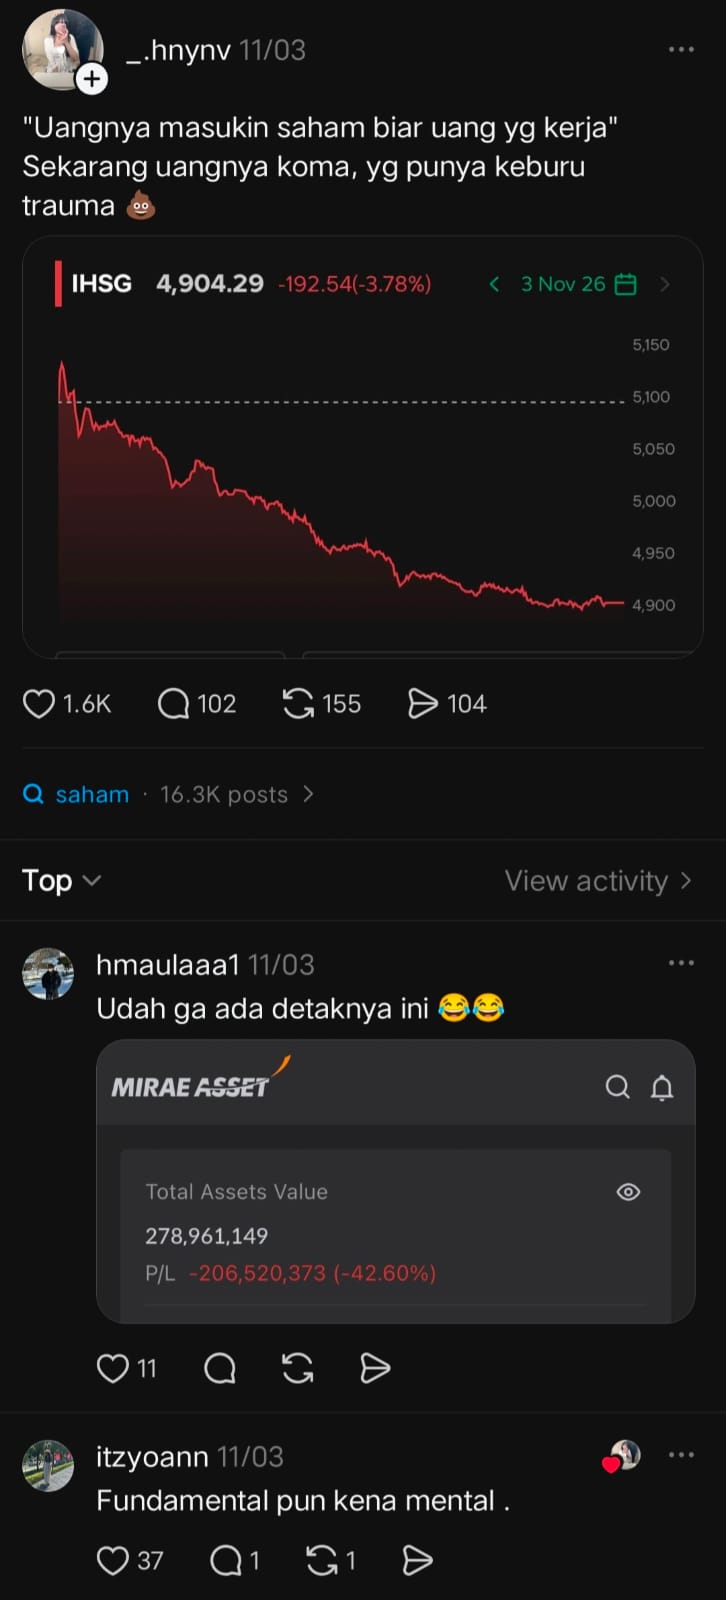 _.hnynv 11/03
"Uangnya masukin saham biar uang yg kerja"
Sekarang uangnya koma, yg punya keburu
trauma 💩
IHSG 4,904.29 -192.54(-3.78%) < 3 Nov 26 >
5,150
5,100
5,050
5,000
4,950
4,900
1.6K 102 155 104
saham · 16.3K posts >
Top View activity >
hmaulaaa1 11/03
Udah ga ada detaknya ini 😂😂
MIRAE ASSET
Total Assets Value
278,961,149
P/L -206,520,373 (-42.60%)
11
itzyoann 11/03
Fundamental pun kena mental .
37 1 1